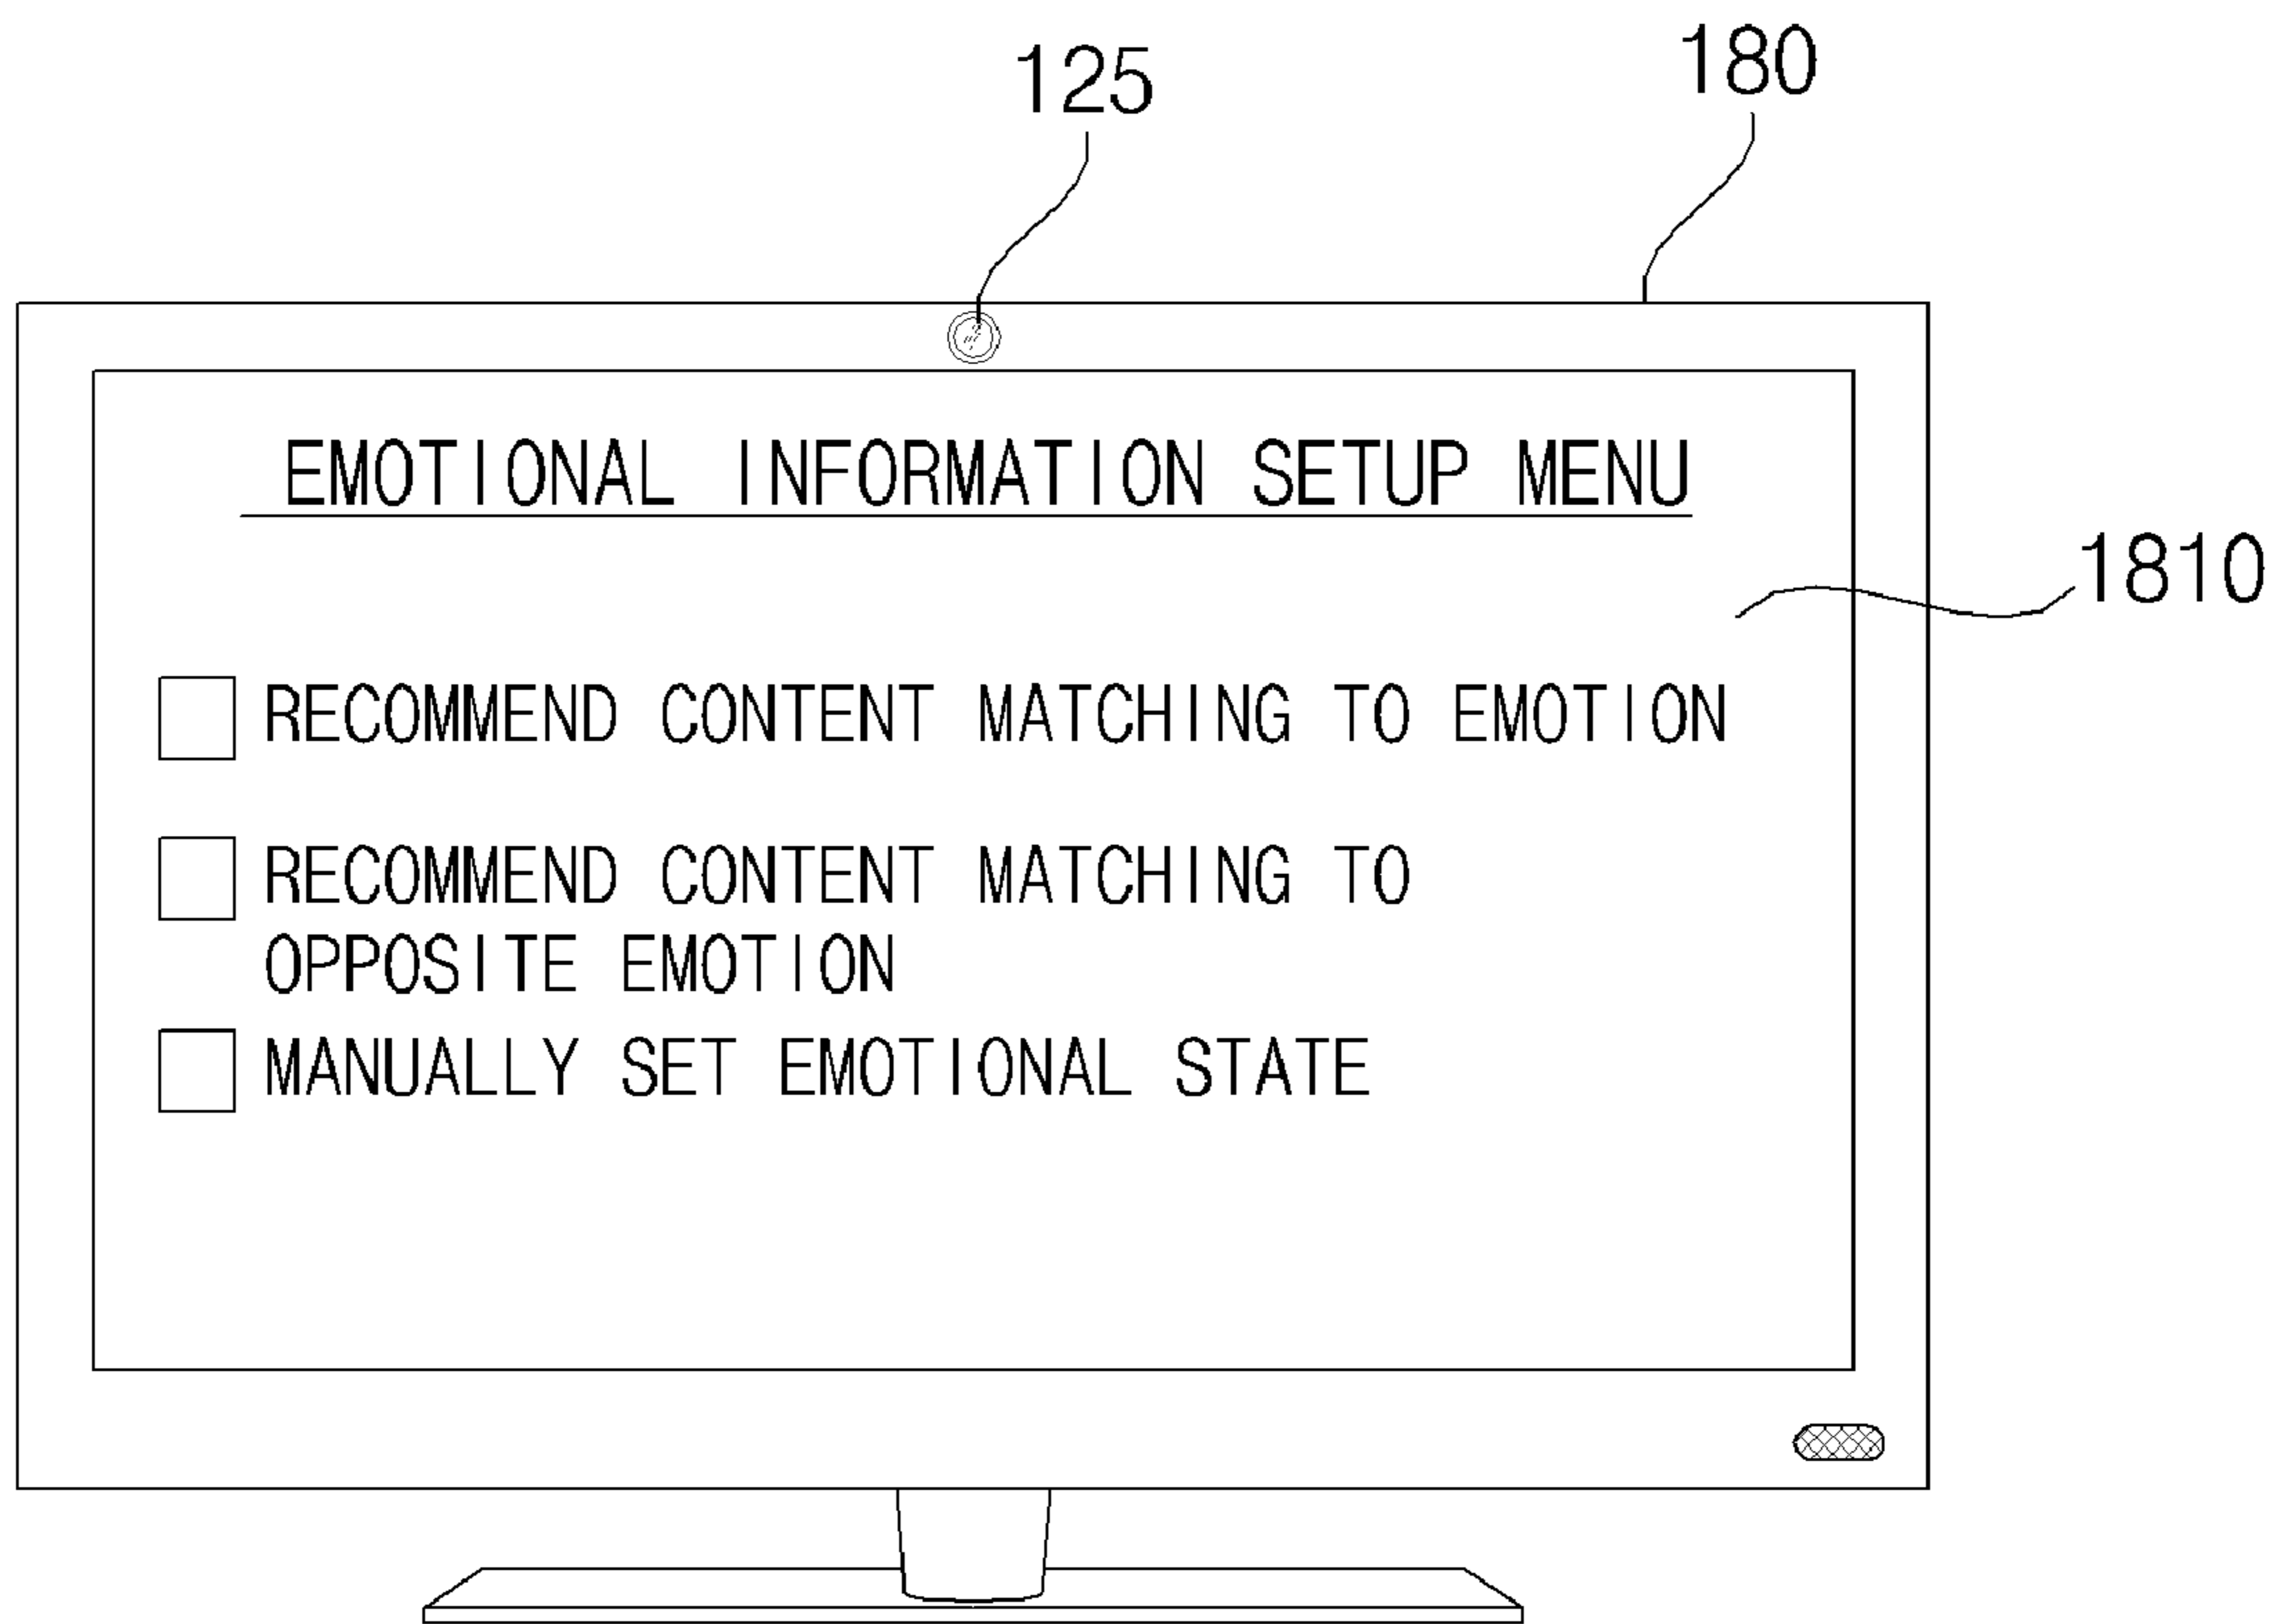 125
180
EMOTIONAL INFORMATION SETUP MENU
1810
RECOMMEND CONTENT MATCHING TO EMOTION
RECOMMEND CONTENT MATCHING TO
OPPOSITE EMOTION
MANUALLY SET EMOTIONAL STATE